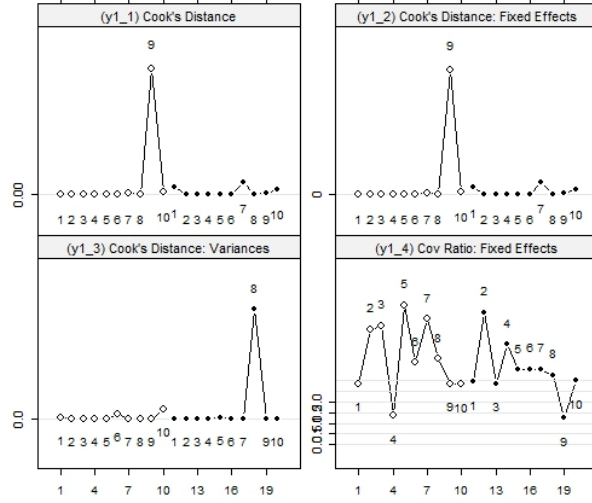 (y1_1) Cook's Distance
9
0.00
1 2 3 4 5 6 7 8 10 1 2 3 4 5 6 7 8 9 10
(y1_2) Cook's Distance: Fixed Effects
9
0
1 2 3 4 5 6 7 8 10 1 2 3 4 5 6 7 8 9 10
(y1_3) Cook's Distance: Variances
8
0.0
1 2 3 4 5 6 7 8 9 10 1 2 3 4 5 6 7 9 10
1 4 7 10 13 16 19
(y1_4) Cov Ratio: Fixed Effects
1 2 3 4 5 6 7 8 9 10 1 2 3 4 5 6 7 8 9 10
1 4 7 10 13 16 19